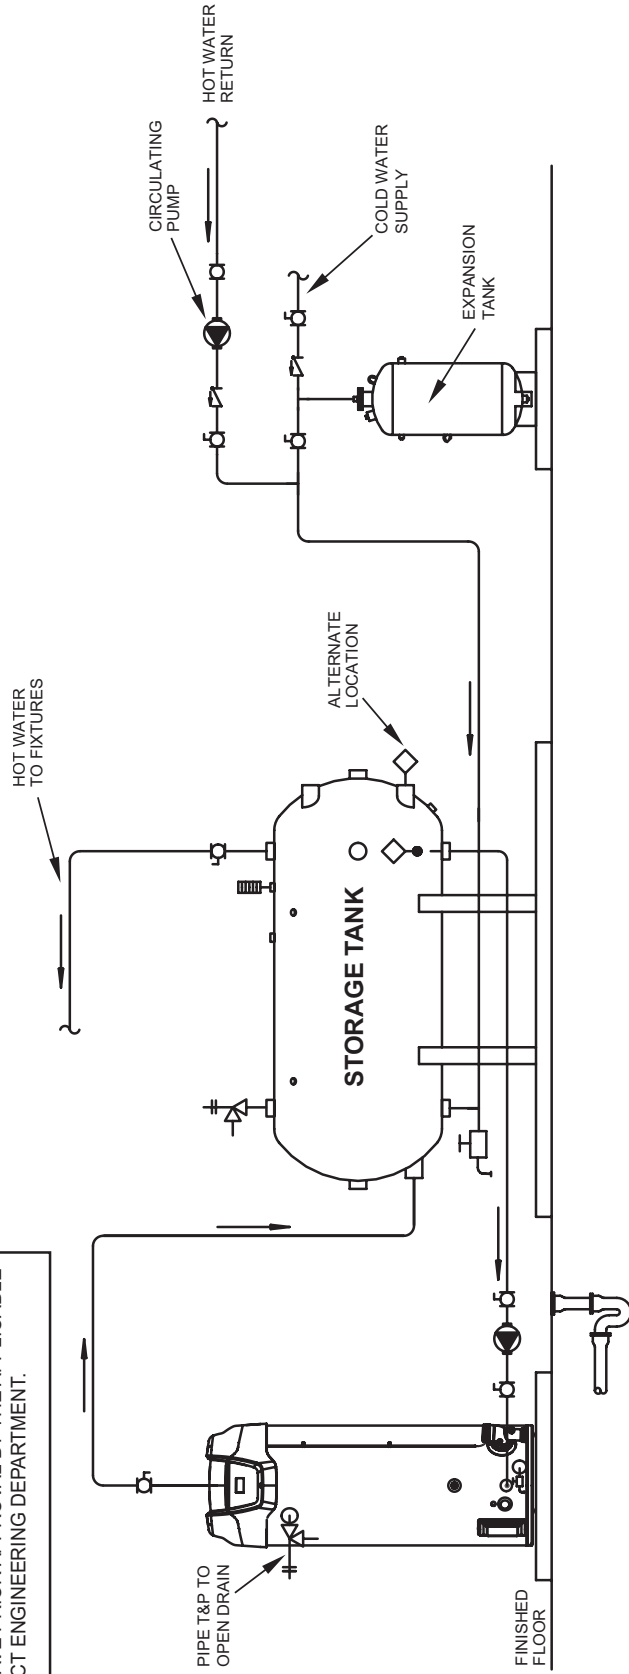 CT ENGINEERING DEPARTMENT.
HOT WATER
TO FIXTURES
CIRCULATING
PUMP
HOT WATER
RETURN
PIPE T&P TO
OPEN DRAIN
STORAGE TANK
ALTERNATE
LOCATION
COLD WATER
SUPPLY
EXPANSION
TANK
FINISHED
FLOOR